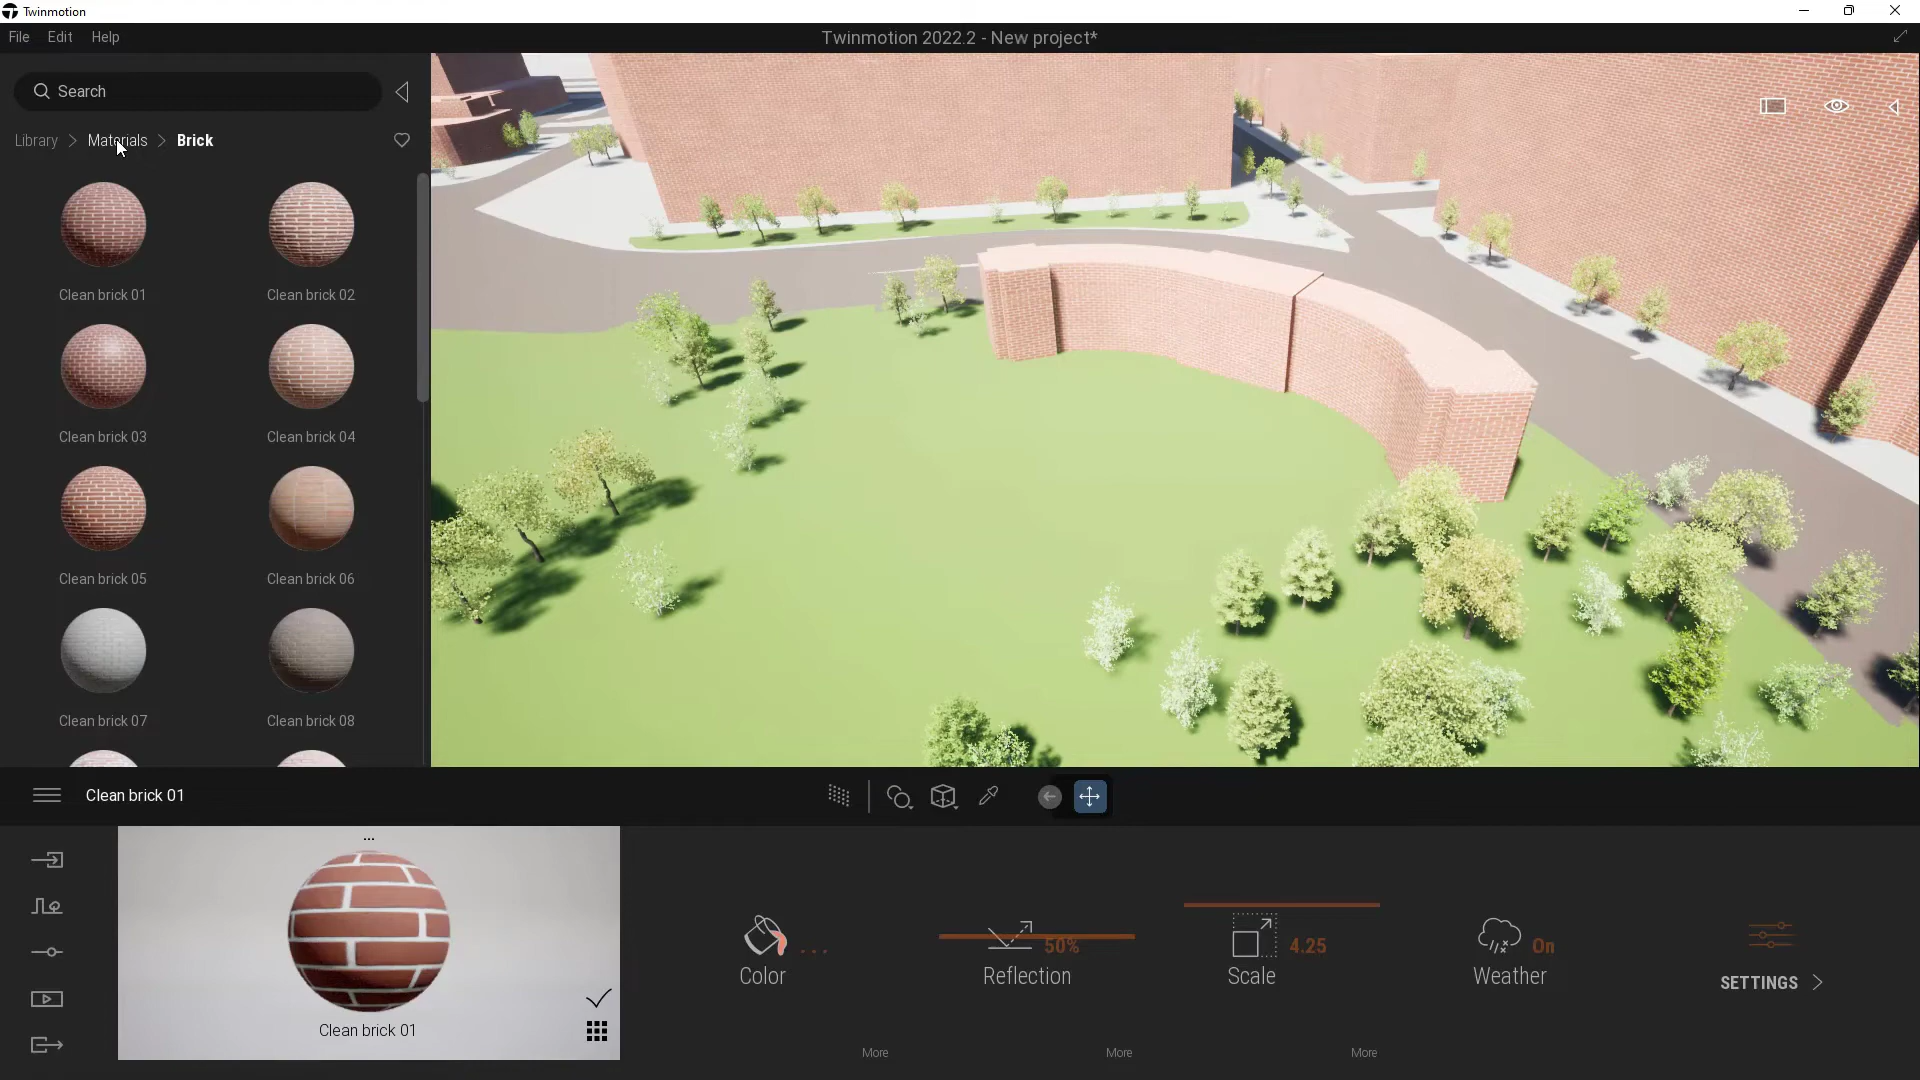 Twinmotion
File Edit Help
Twinmotion 2022.2 - New project*
Search
Library > Materials > Brick
Clean brick 01
Clean brick 02
Clean brick 03
Clean brick 04
Clean brick 05
Clean brick 06
Clean brick 07
Clean brick 08
Clean brick 01
...
Clean brick 01
Color ...
Reflection 50%
Scale 4.25
Weather On
SETTINGS >
More
More
More